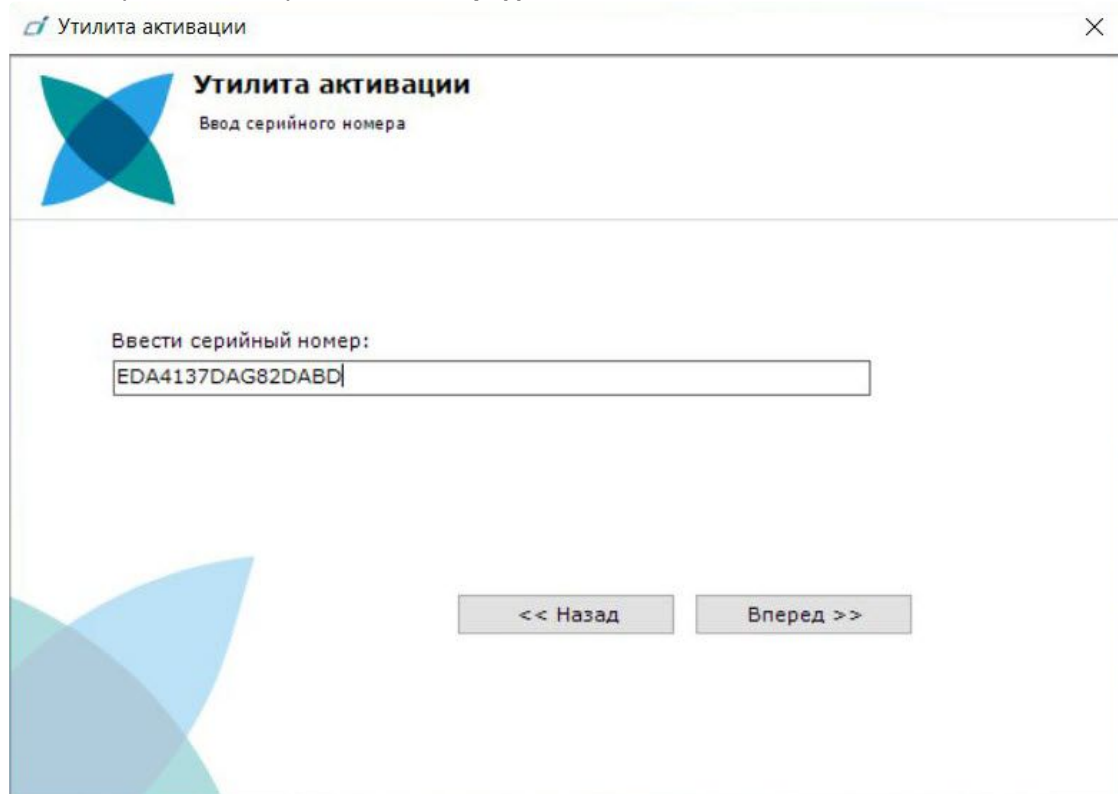 Утилита активации
Утилита активации
Ввод серийного номера
Ввести серийный номер:
EDA4137DAG82DABD
<< Назад
Вперед >>